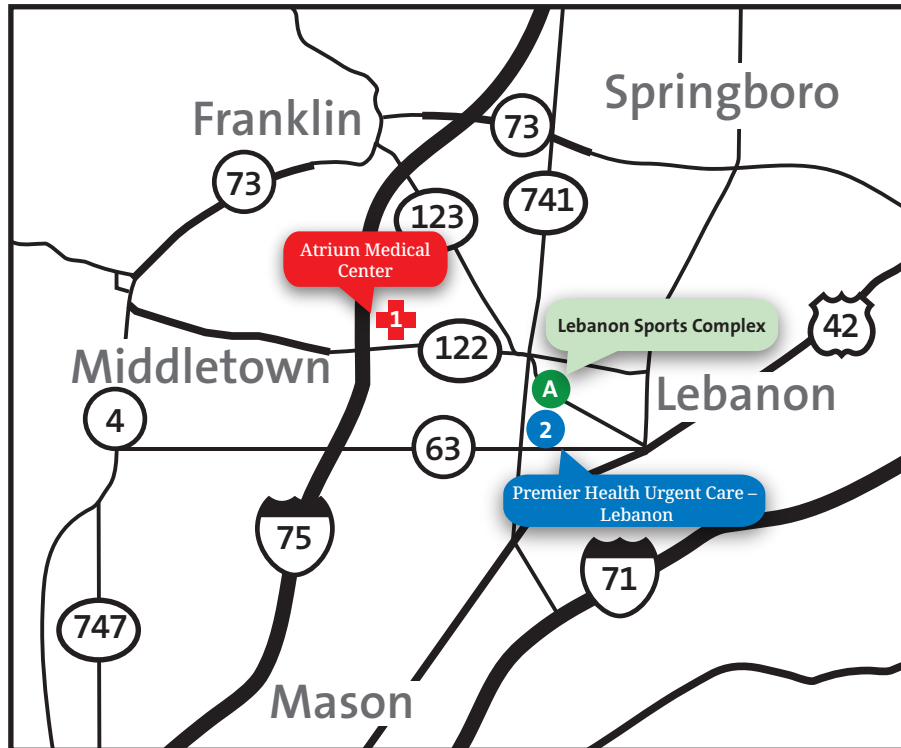 Springboro
Franklin
73
73
741
123
Atrium Medical
Center
1
Lebanon Sports Complex
42
122
Middletown
A
Lebanon
4
2
63
Premier Health Urgent Care –
Lebanon
75
71
747
Mason